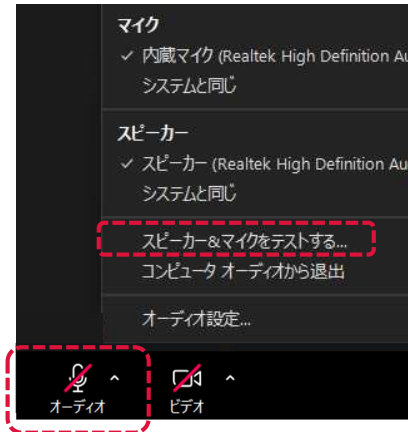 マイク
✓ 内蔵マイク (Realtek High Definition Au
システムと同じ
スピーカー
✓ スピーカー (Realtek High Definition Au
システムと同じ
スピーカー&マイクをテストする...
コンピュータ オーディオから退出
オーディオ設定...
オーディオ ビデオ